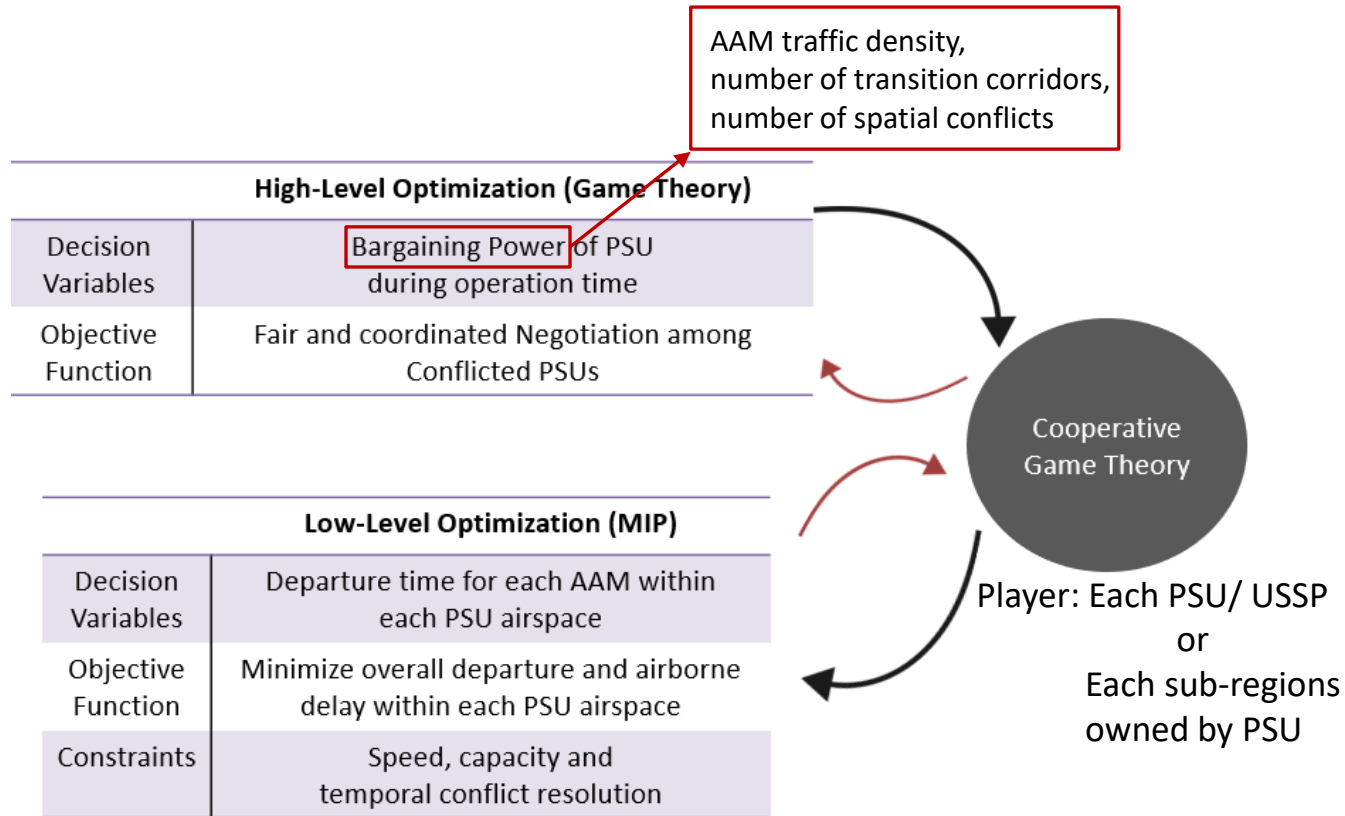 AAM traffic density,
number of transition corridors,
number of spatial conflicts
High-Level Optimization (Game Theory)
Decision
Variables
Bargaining Power of PSU
during operation time
Objective
Function
Fair and coordinated Negotiation among
Conflicted PSUs
Cooperative
Game Theory
Low-Level Optimization (MIP)
Decision
Variables
Departure time for each AAM within
each PSU airspace
Objective
Function
Minimize overall departure and airborne
delay within each PSU airspace
Constraints
Speed, capacity and
temporal conflict resolution
Player: Each PSU/ USSP
or
Each sub-regions
owned by PSU